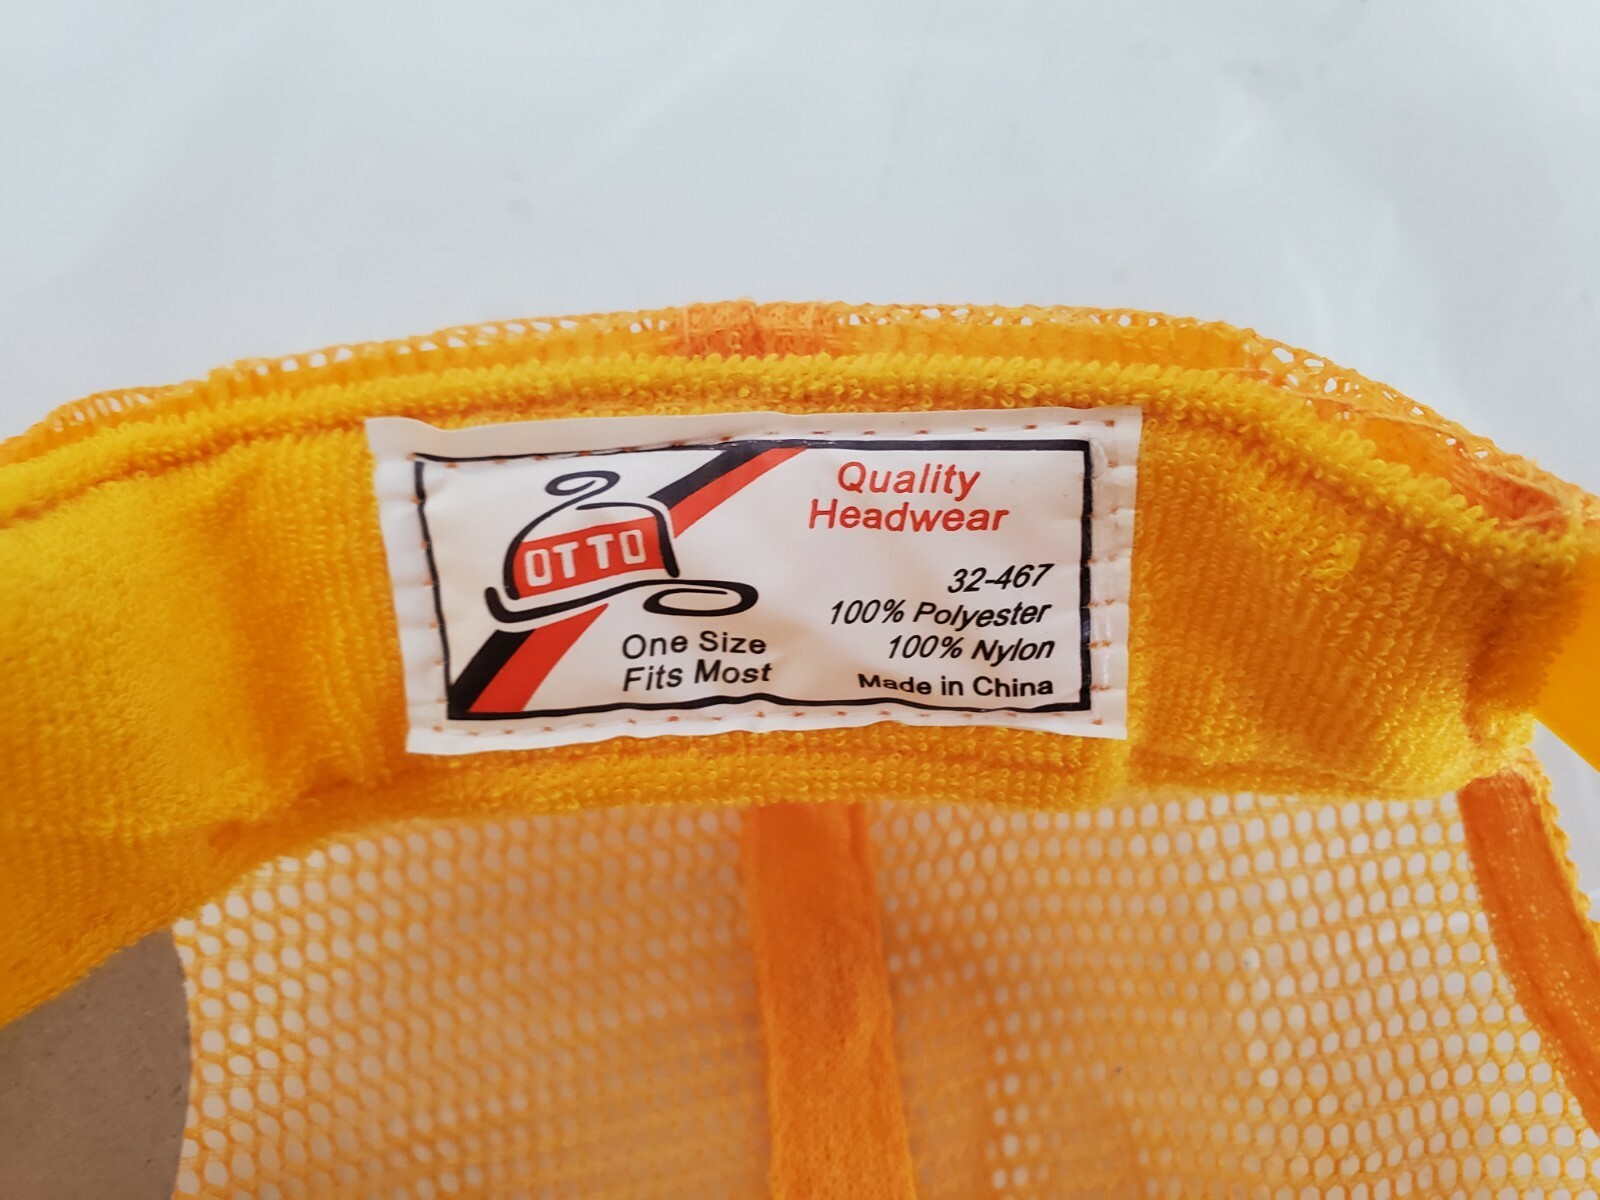 OTTO
One Size
Fits Most
Quality
Headwear
32-467
100% Polyester
100% Nylon
Made in China